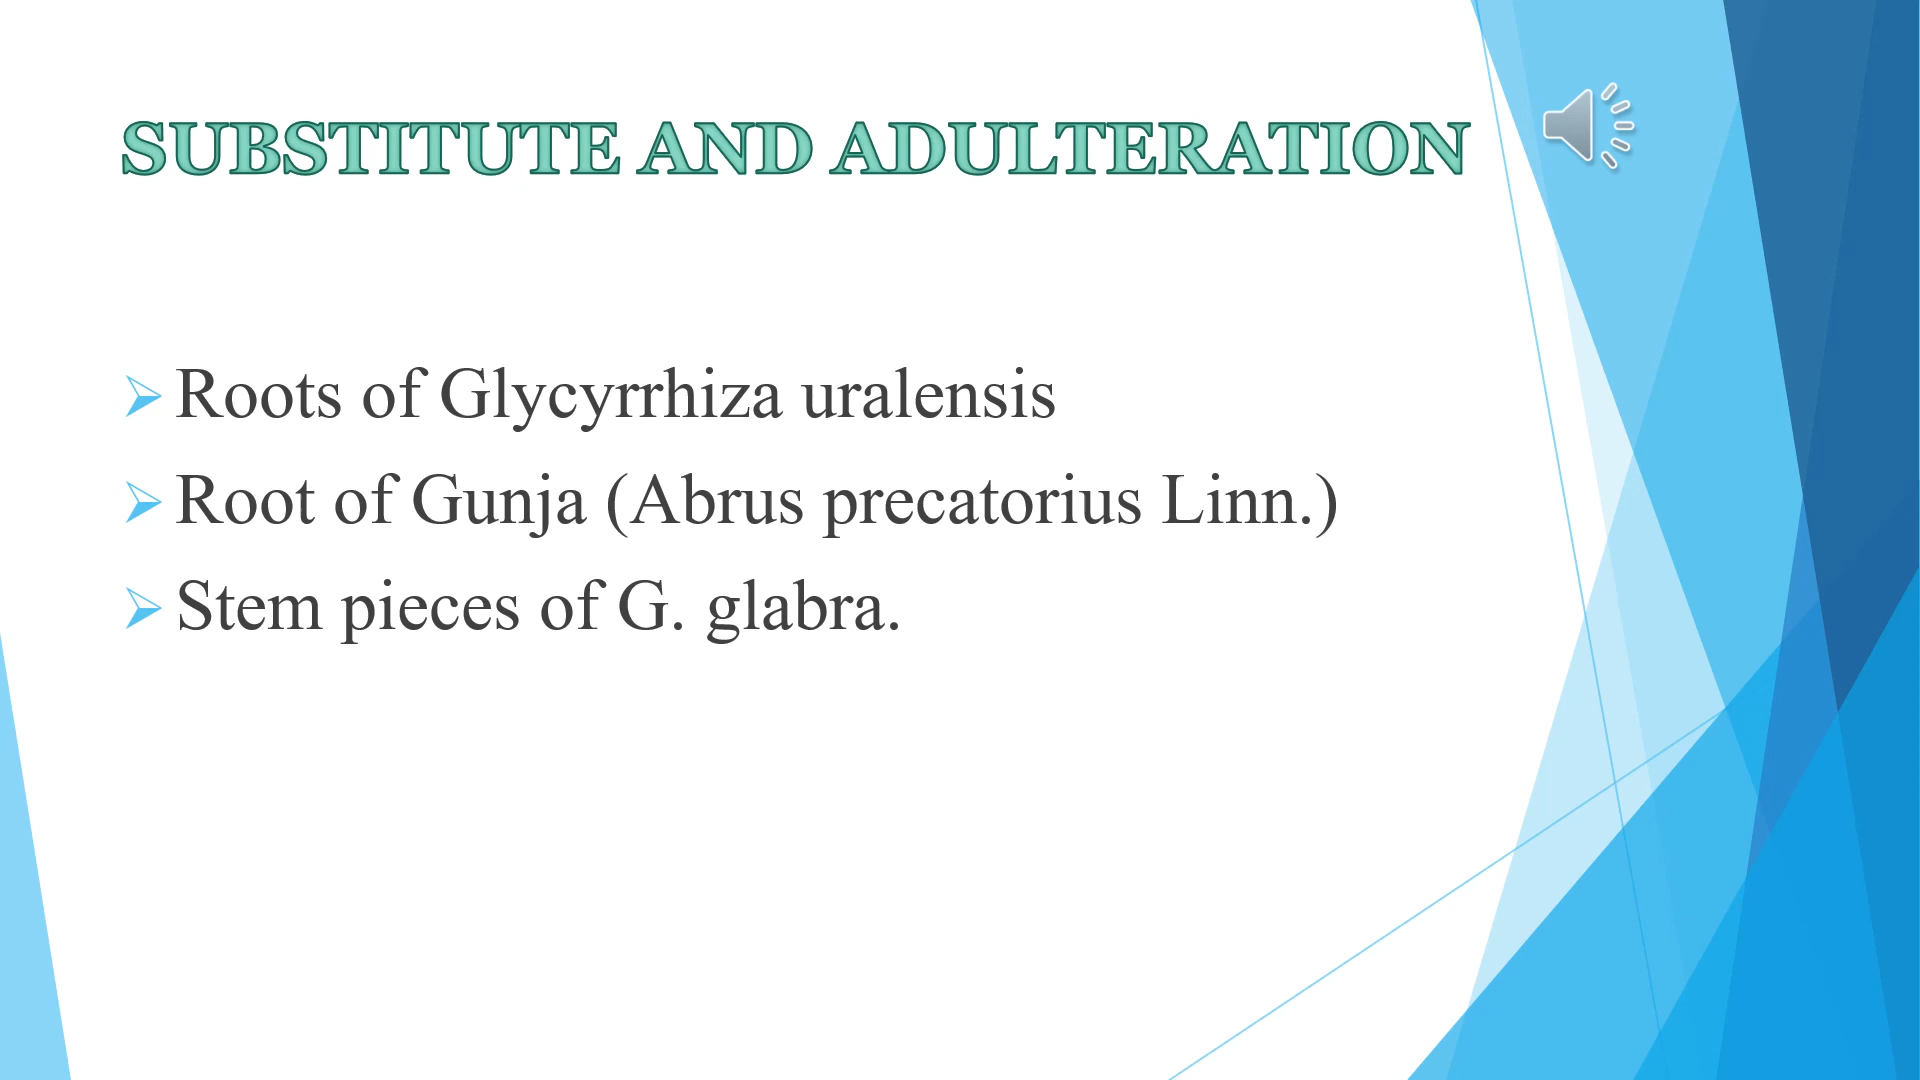 SUBSTITUTE AND ADULTERATION
Roots of Glycyrrhiza uralensis
Root of Gunja (Abrus precatorius Linn.)
Stem pieces of G. glabra.